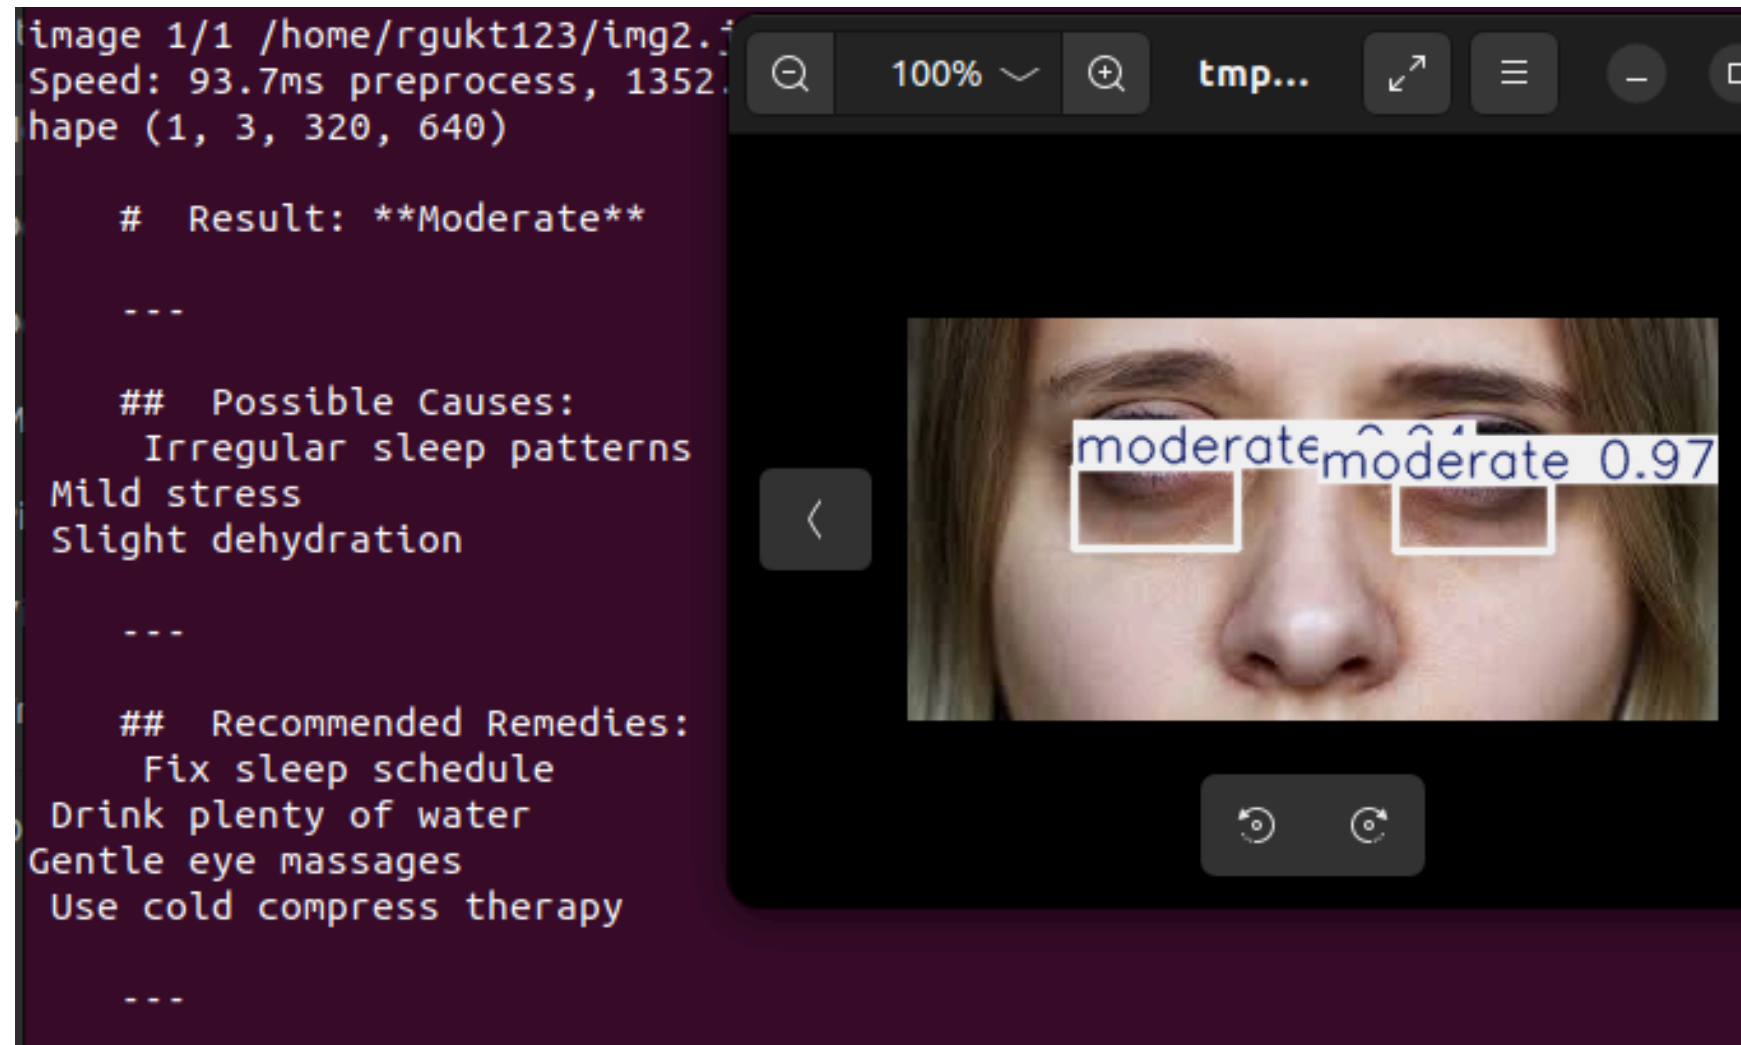 image 1/1 /home/rgukt123/img2.j
Speed: 93.7ms preprocess, 1352.
hape (1, 3, 320, 640)
# Result: **Moderate**
---
## Possible Causes:
Irregular sleep patterns
Mild stress
Slight dehydration
---
## Recommended Remedies:
Fix sleep schedule
Drink plenty of water
Gentle eye massages
Use cold compress therapy
---
100%
tmp...
moderate
moderate 0.97